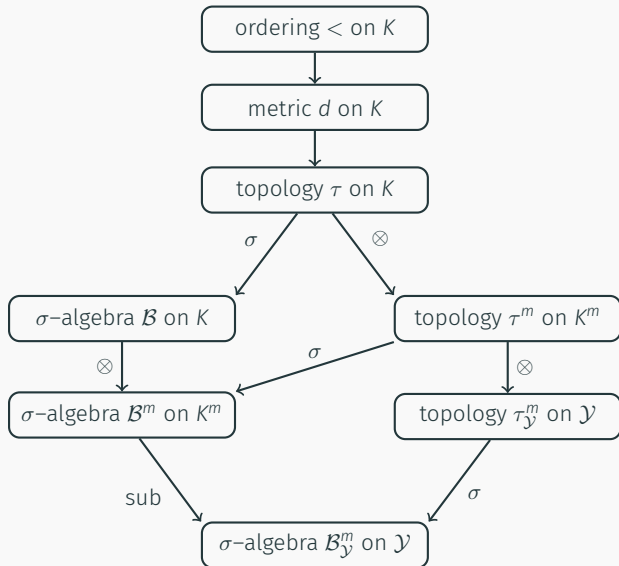 ordering < on K
metric d on K
topology τ on K
σ
⊗
σ–algebra ℬ on K
topology τ^m on K^m
⊗
σ
⊗
σ–algebra ℬ^m on K^m
topology τ_𝒴^m on 𝒴
sub
σ
σ–algebra ℬ_𝒴^m on 𝒴